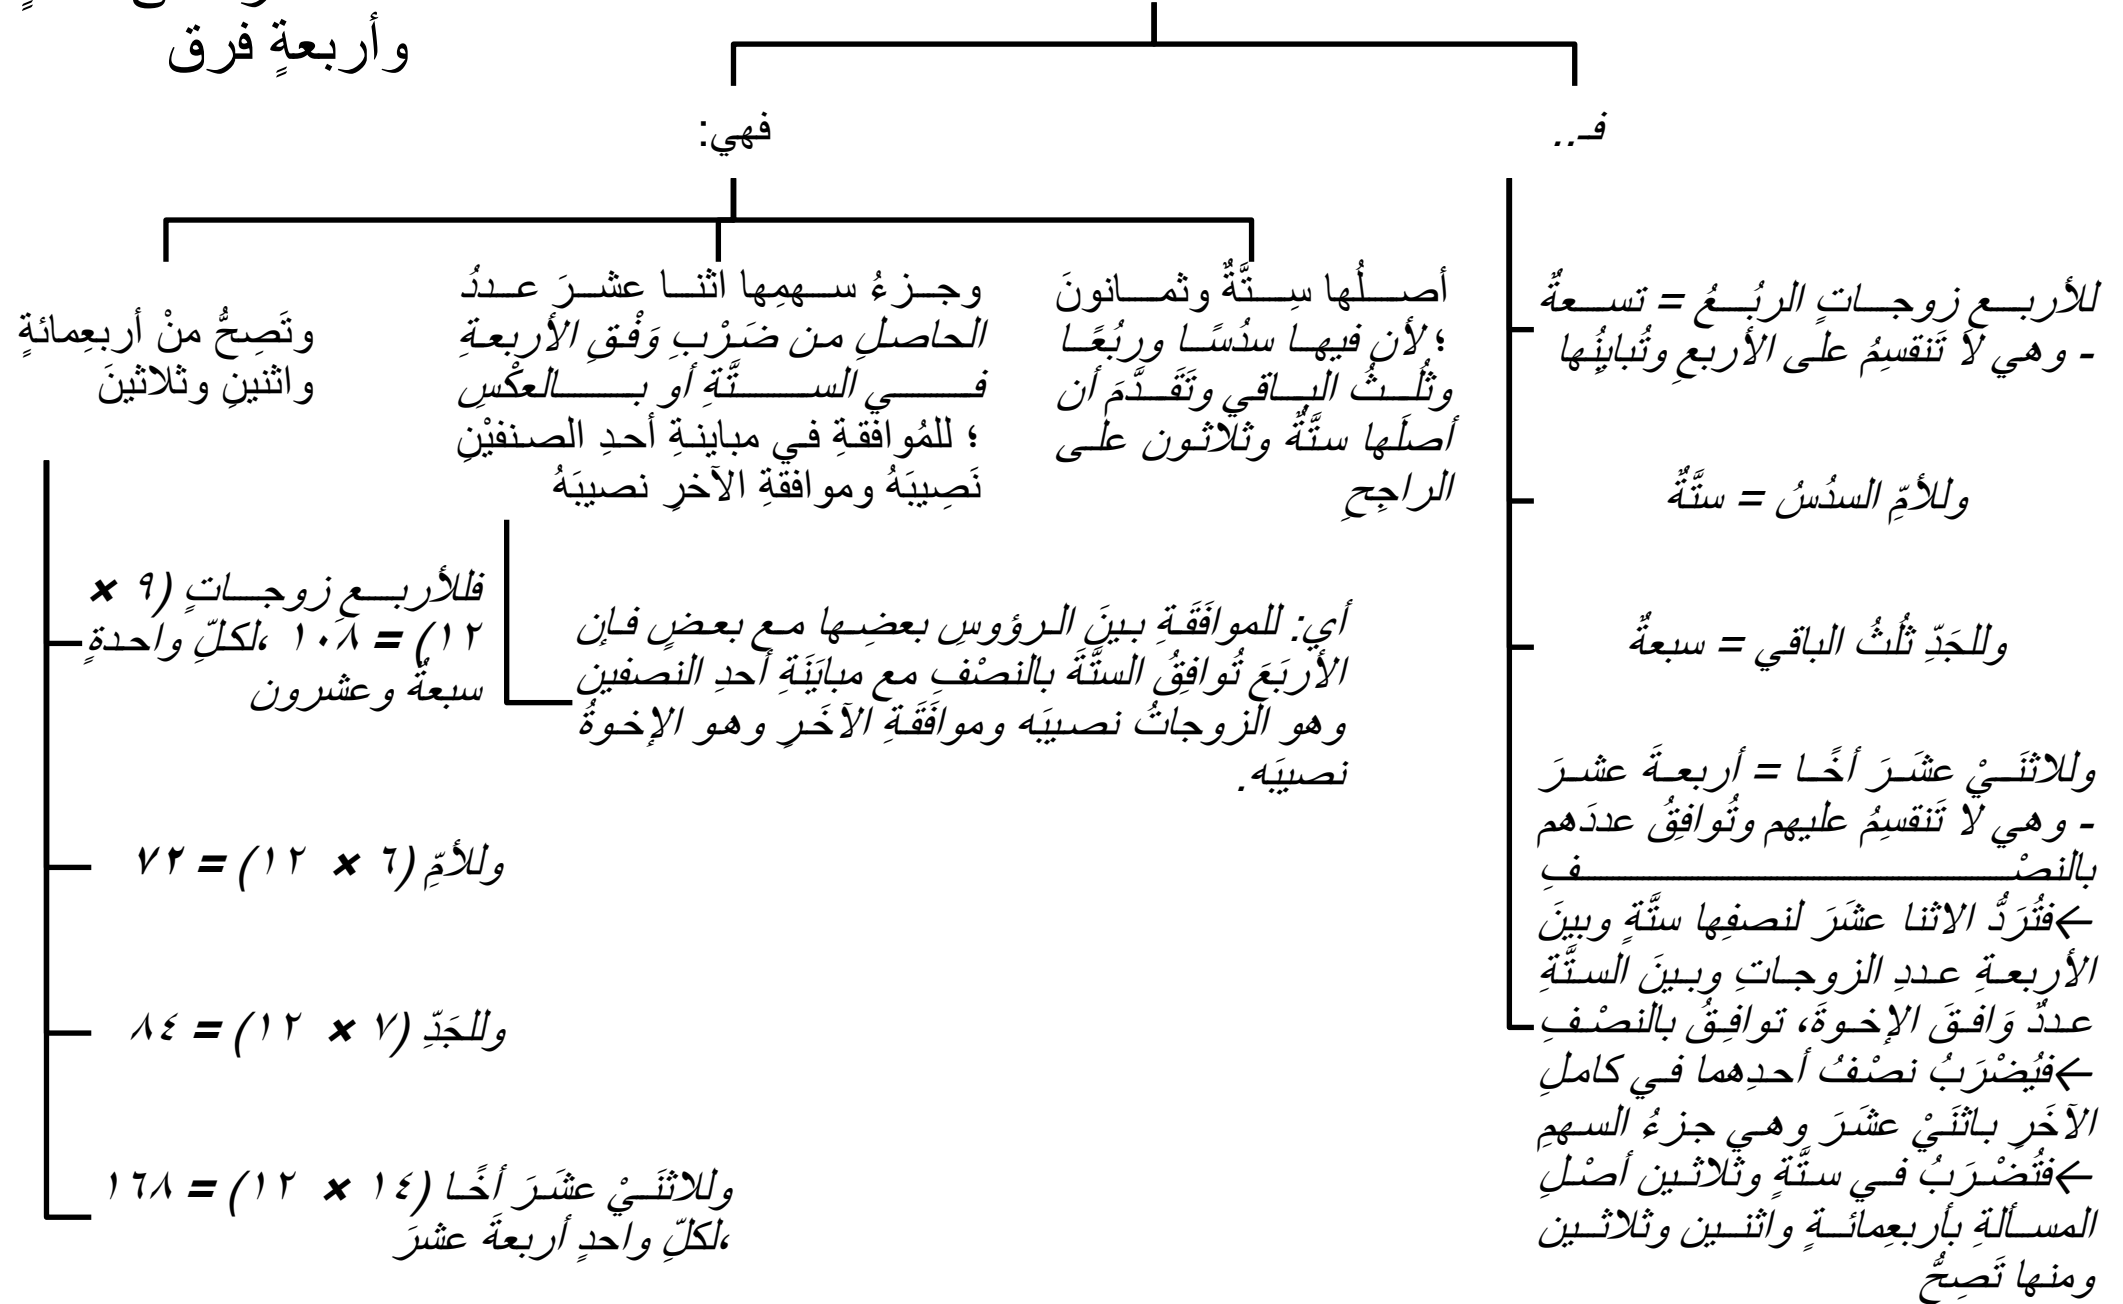 وأربعةٍ فرق
فـ..
للأربع زوجاتٍ الربُعُ = تسعةٌ
- وهي لاَ تَنقسِمُ على الأربعِ وتُبايِنُها
وللأمّ السدُسُ = ستَّةٌ
وللجَدّ ثلُثُ الباقي = سبعةٌ
وللاثنَيْ عشَرَ أخًا = أربعةَ عشرَ
- وهي لا تَنقسِمُ عليهم وتُوافِقُ عددَهم
بالنصْفِ
←فتُرَدُّ الاثنا عشَرَ لنصفِها ستَّةٍ وبينَ
الأربعةِ عددِ الزوجاتِ وبينَ الستَّةِ
عددٌ وَافقَ الإخوةَ، توافِقُ بالنصْفِ
←فيُضْرَبُ نصْفُ أحدِهما في كاملِ
الآخَرِ باثنَيْ عشَرَ وهي جزءُ السهمِ
←فتُضْرَبُ في ستَّةٍ وثلاثين أصْلِ
المسألةِ بأربعِمائةٍ واثنين وثلاثين
ومنها تَصِحُّ
فهي:
أصلُها سِتَّةٌ وثمانونَ
؛ لأن فيها سدُسًا وربُعًا
وثلُثُ الباقي وتَقَدَّمَ أن
أصلَها ستَّةٌ وثلاثون على
الراجِحِ
وجزءُ سهمِها اثنا عشرَ عددُ
الحاصلِ من ضَرْبِ وَفْقِ الأربعةِ
في الستَّةِ أو بالعكْسِ
؛ للمُوافقةِ في مباينةِ أحدِ الصنفيْنِ
نَصِيبَهُ وموافقةِ الآخرِ نصيبَهُ
أي: للموافَقَةِ بينَ الرؤوسِ بعضِها مع بعضٍ فإن
الأربَعَ تُوافِقُ الستَّةَ بالنصْفِ مع مبايَنَةِ أحدِ النصفين
وهو الزوجاتُ نصيبَه وموافَقَةِ الآخَرِ وهو الإخوةُ
نصيبَه.
وتَصِحُّ منْ أربعِمائةٍ
واثنينِ وثلاثينَ
فللأربعِ زوجاتٍ (٩ ×
١٢) = ١٠٨ ،لكلّ واحدةٍ
سبعةٌ وعشرون
وللأمّ (٦ × ١٢) = ٧٢
وللجَدّ (٧ × ١٢) = ٨٤
وللاثنَيْ عشَرَ أخًا (١٤ × ١٢) = ١٦٨
،لكلّ واحدٍ أربعةَ عشرَ